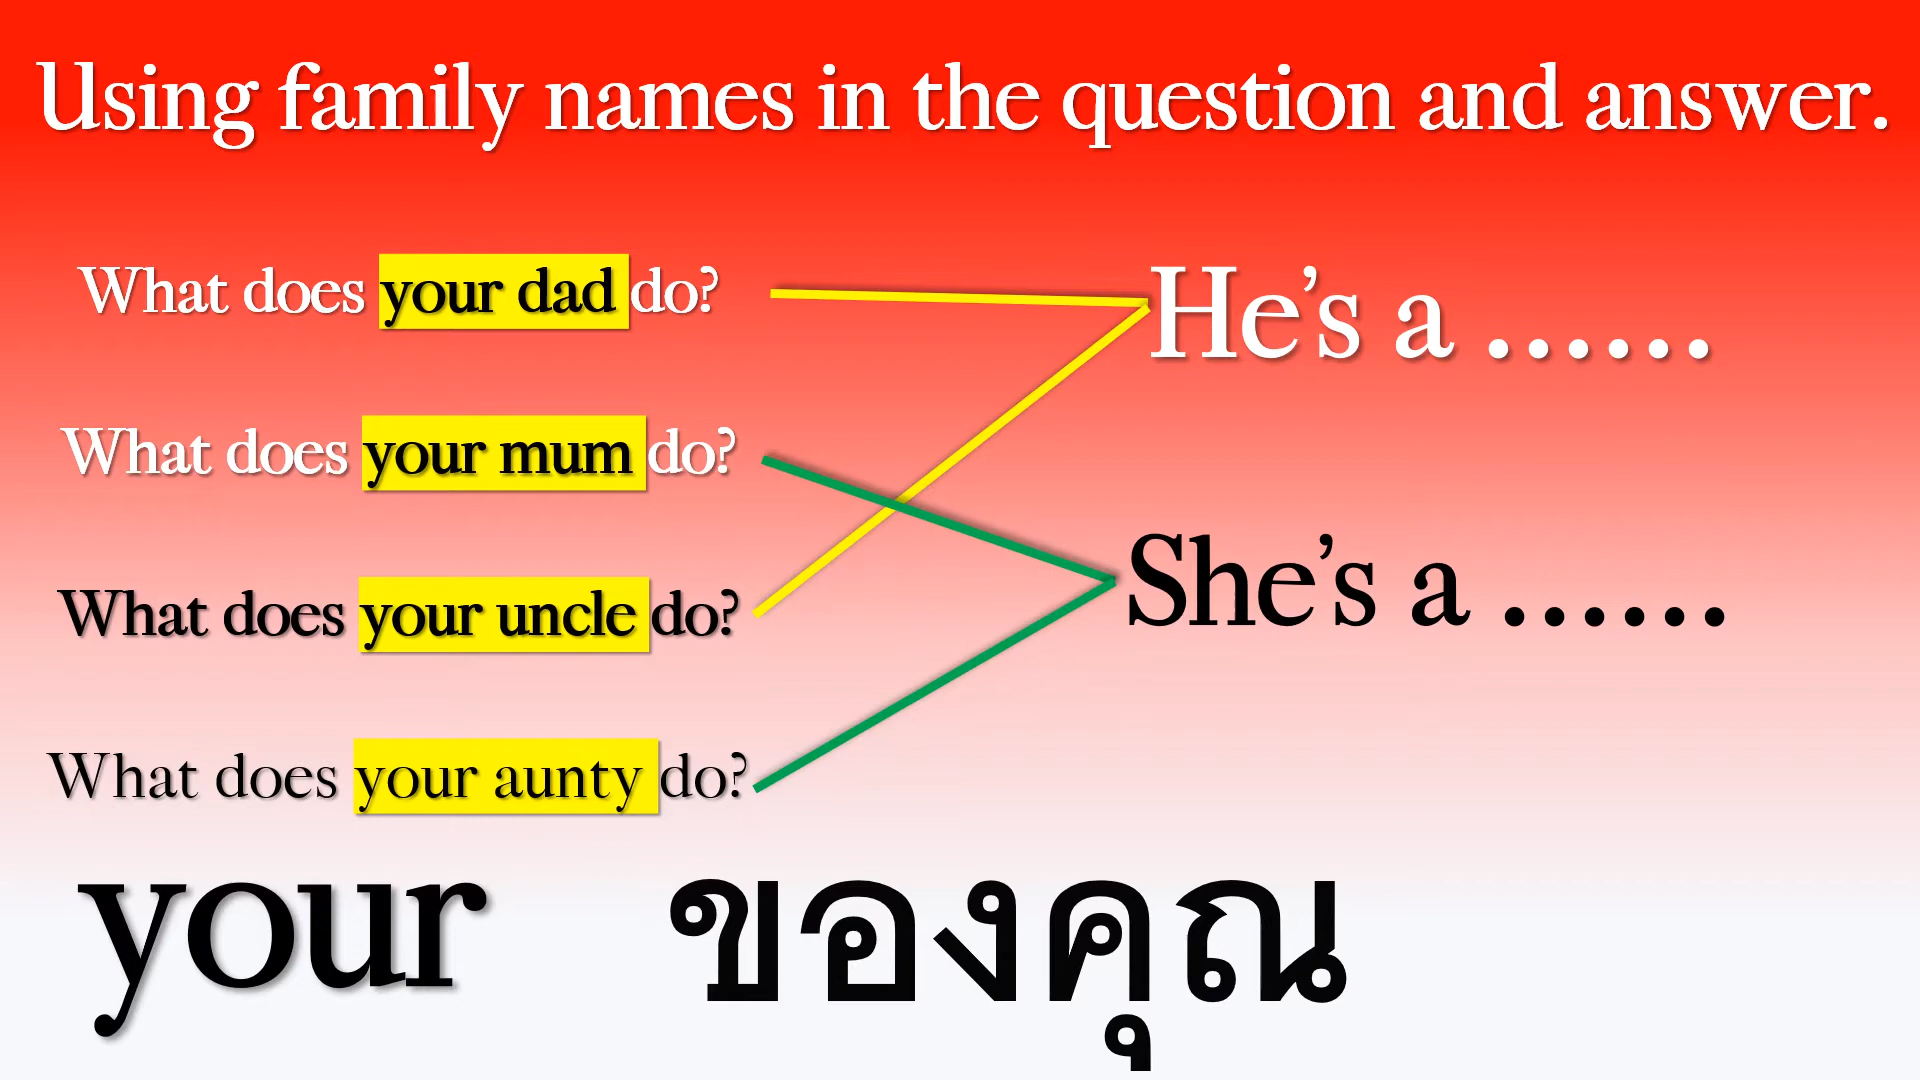 Using family names in the question and answer.
What does your dad do?
He's a ......
What does your mum do?
She's a ......
What does your uncle do?
What does your aunty do?
your ของคุณ